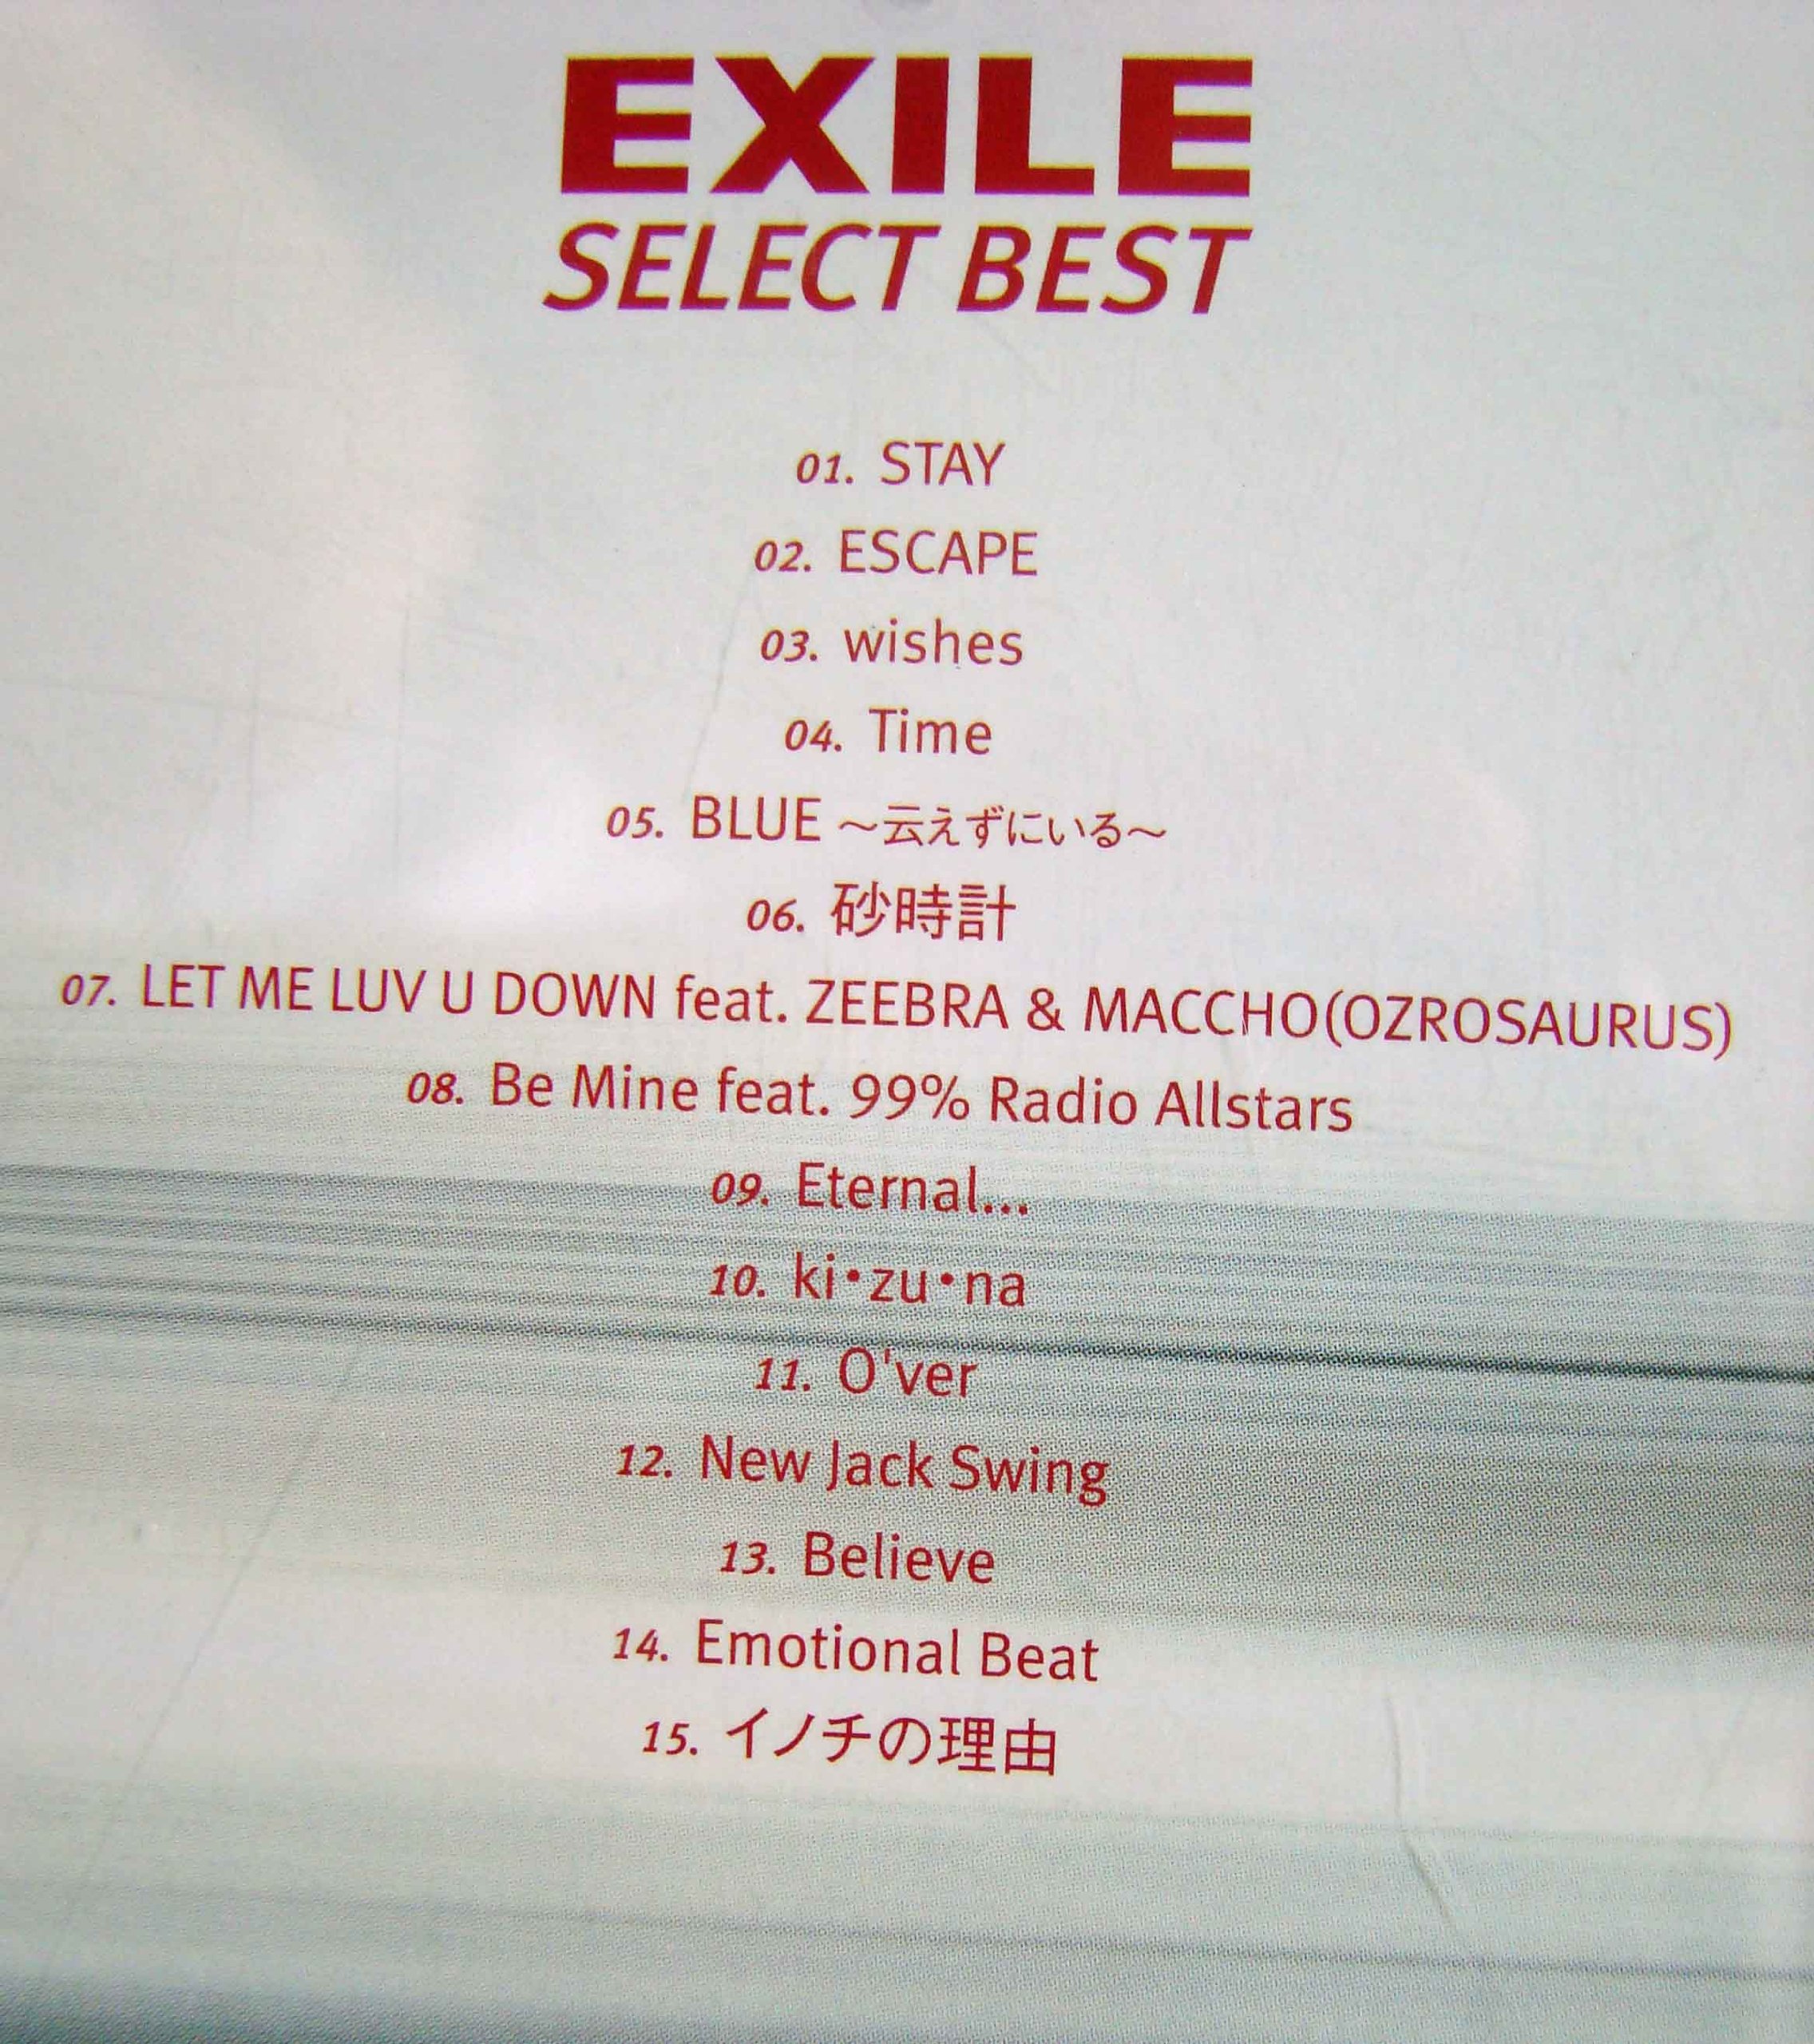 EXILE
SELECT BEST
01. STAY
02. ESCAPE
03. wishes
04. Time
05. BLUE ～云えずにいる～
06. 砂時計
07. LET ME LUV U DOWN feat. ZEEBRA & MACCHO(OZROSAURUS)
08. Be Mine feat. 99% Radio Allstars
09. Eternal...
10. ki・zu・na
11. O'ver
12. New Jack Swing
13. Believe
14. Emotional Beat
15. イノチの理由